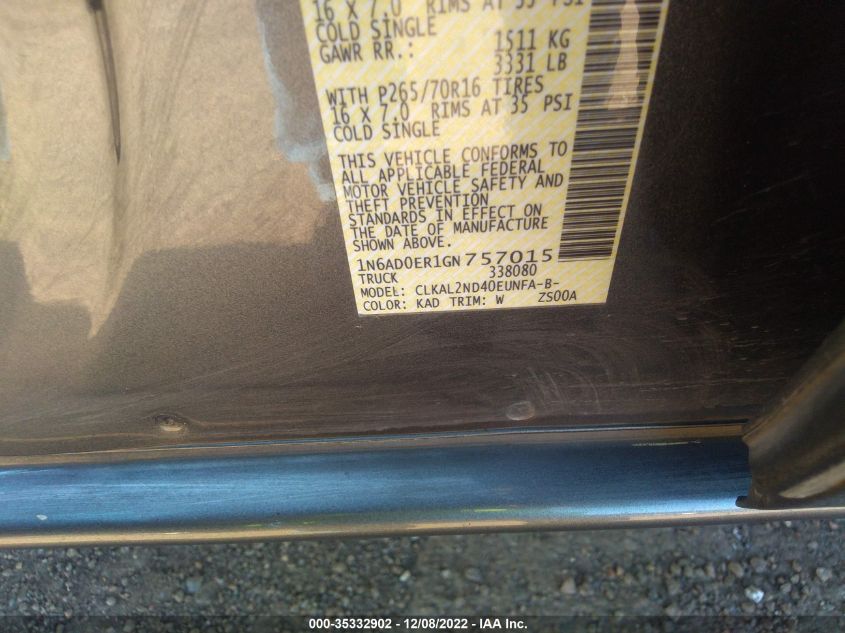 16 X 7.0 RIMS AT 35 PSI
COLD SINGLE
GAWR RR.: 1511 KG
3331 LB
WITH P265/70R16 TIRES
16 X 7.0 RIMS AT 35 PSI
COLD SINGLE
THIS VEHICLE CONFORMS TO
ALL APPLICABLE FEDERAL
MOTOR VEHICLE SAFETY AND
THEFT PREVENTION
STANDARDS IN EFFECT ON
THE DATE OF MANUFACTURE
SHOWN ABOVE.
1N6AD0ER1GN 757015
TRUCK 338080
MODEL: CLKAL2ND40EUNFA-B-
COLOR: KAD TRIM: W ZS00A
000-35332902 - 12/08/2022 - IAA Inc.